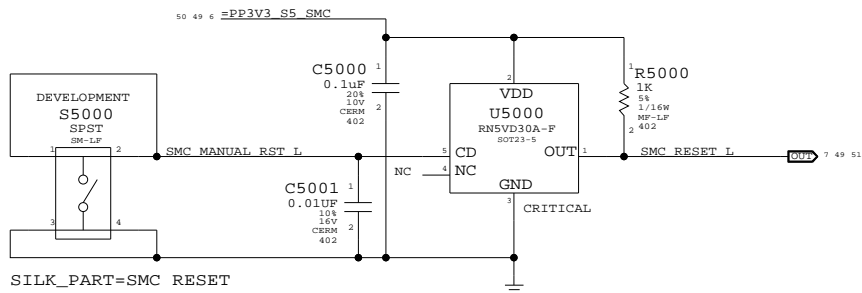 50 49 6 =PP3V3_S5_SMC
DEVELOPMENT
S5000
SPST
SM-LF
1
2
3
4
SMC_MANUAL_RST_L
C5000
0.1uF
20%
10V
CERM
402
1
2
C5001
0.01UF
10%
16V
CERM
402
1
2
NC
2
VDD
U5000
RN5VD30A-F
SOT23-5
5
CD
4
NC
OUT
1
GND
3
CRITICAL
1
R5000
1K
5%
1/16W
MF-LF
402
2
SMC_RESET_L
OUT
7 49 51
SILK_PART=SMC RESET